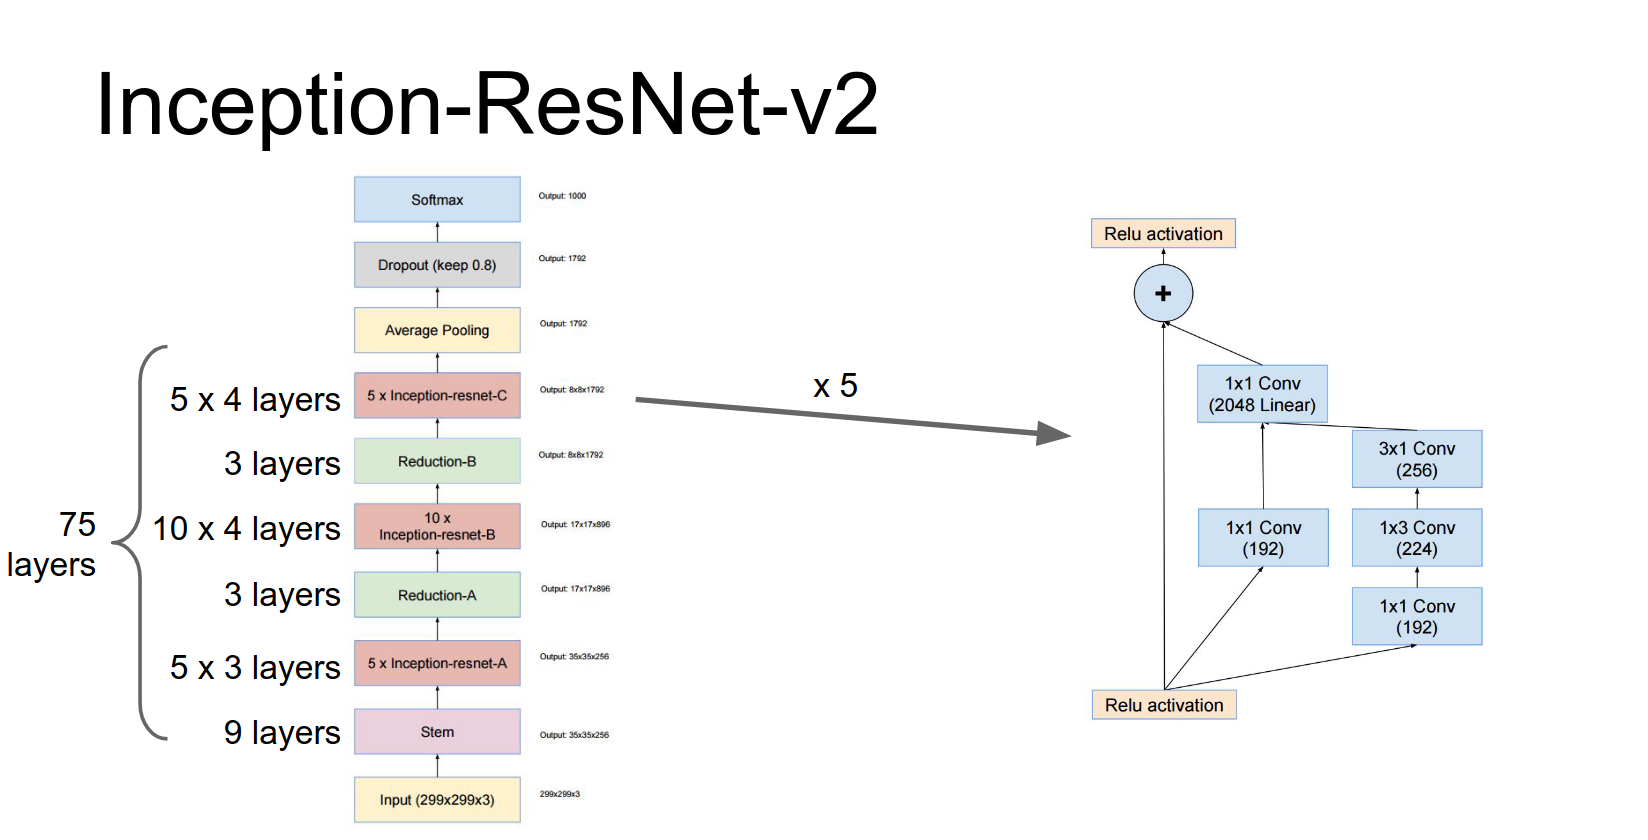 Inception-ResNet-v2
Softmax
Output: 1000
Dropout (keep 0.8)
Output: 1792
Average Pooling
Output: 1792
5 x 4 layers
5 x Inception-resnet-C
Output: 8x8x1792
3 layers
Reduction-B
Output: 8x8x1792
75
layers
10 x 4 layers
10 x
Inception-resnet-B
Output: 17x17x896
3 layers
Reduction-A
Output: 17x17x896
5 x 3 layers
5 x Inception-resnet-A
Output: 35x35x256
9 layers
Stem
Output: 35x35x256
Input (299x299x3)
299x299x3
x 5
Relu activation
+
1x1 Conv
(2048 Linear)
3x1 Conv
(256)
1x1 Conv
(192)
1x3 Conv
(224)
1x1 Conv
(192)
Relu activation